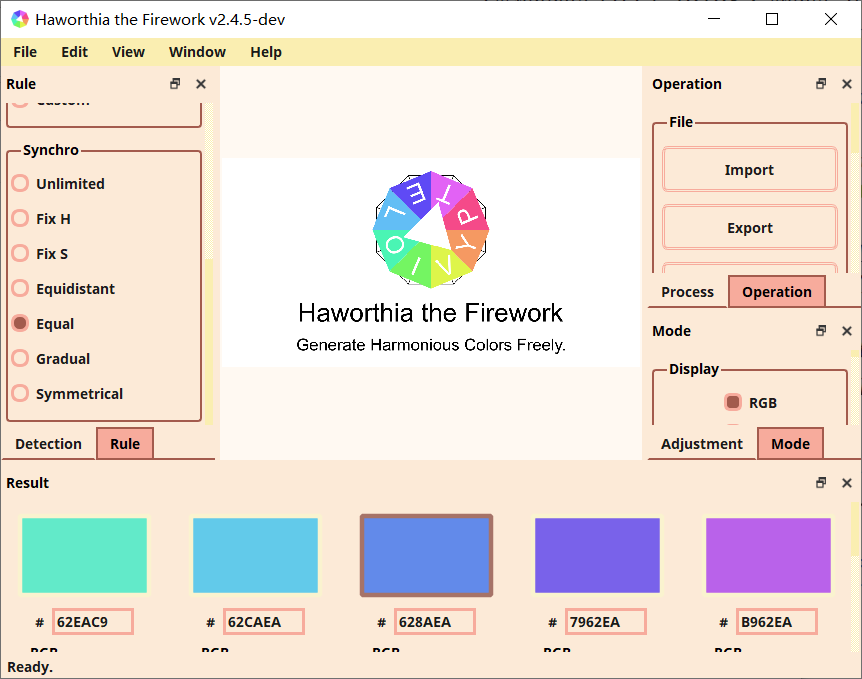 Haworthia the Firework v2.4.5-dev
File Edit View Window Help
Rule
Custom
Synchro
Unlimited
Fix H
Fix S
Equidistant
Equal
Gradual
Symmetrical
Detection Rule
Haworthia the Firework
Generate Harmonious Colors Freely.
Operation
File
Import
Export
Process Operation
Mode
Display
RGB
Adjustment Mode
Result
# 62EAC9 # 62CAEA # 628AEA # 7962EA # B962EA
RGB RGB RGB RGB RGB
Ready.